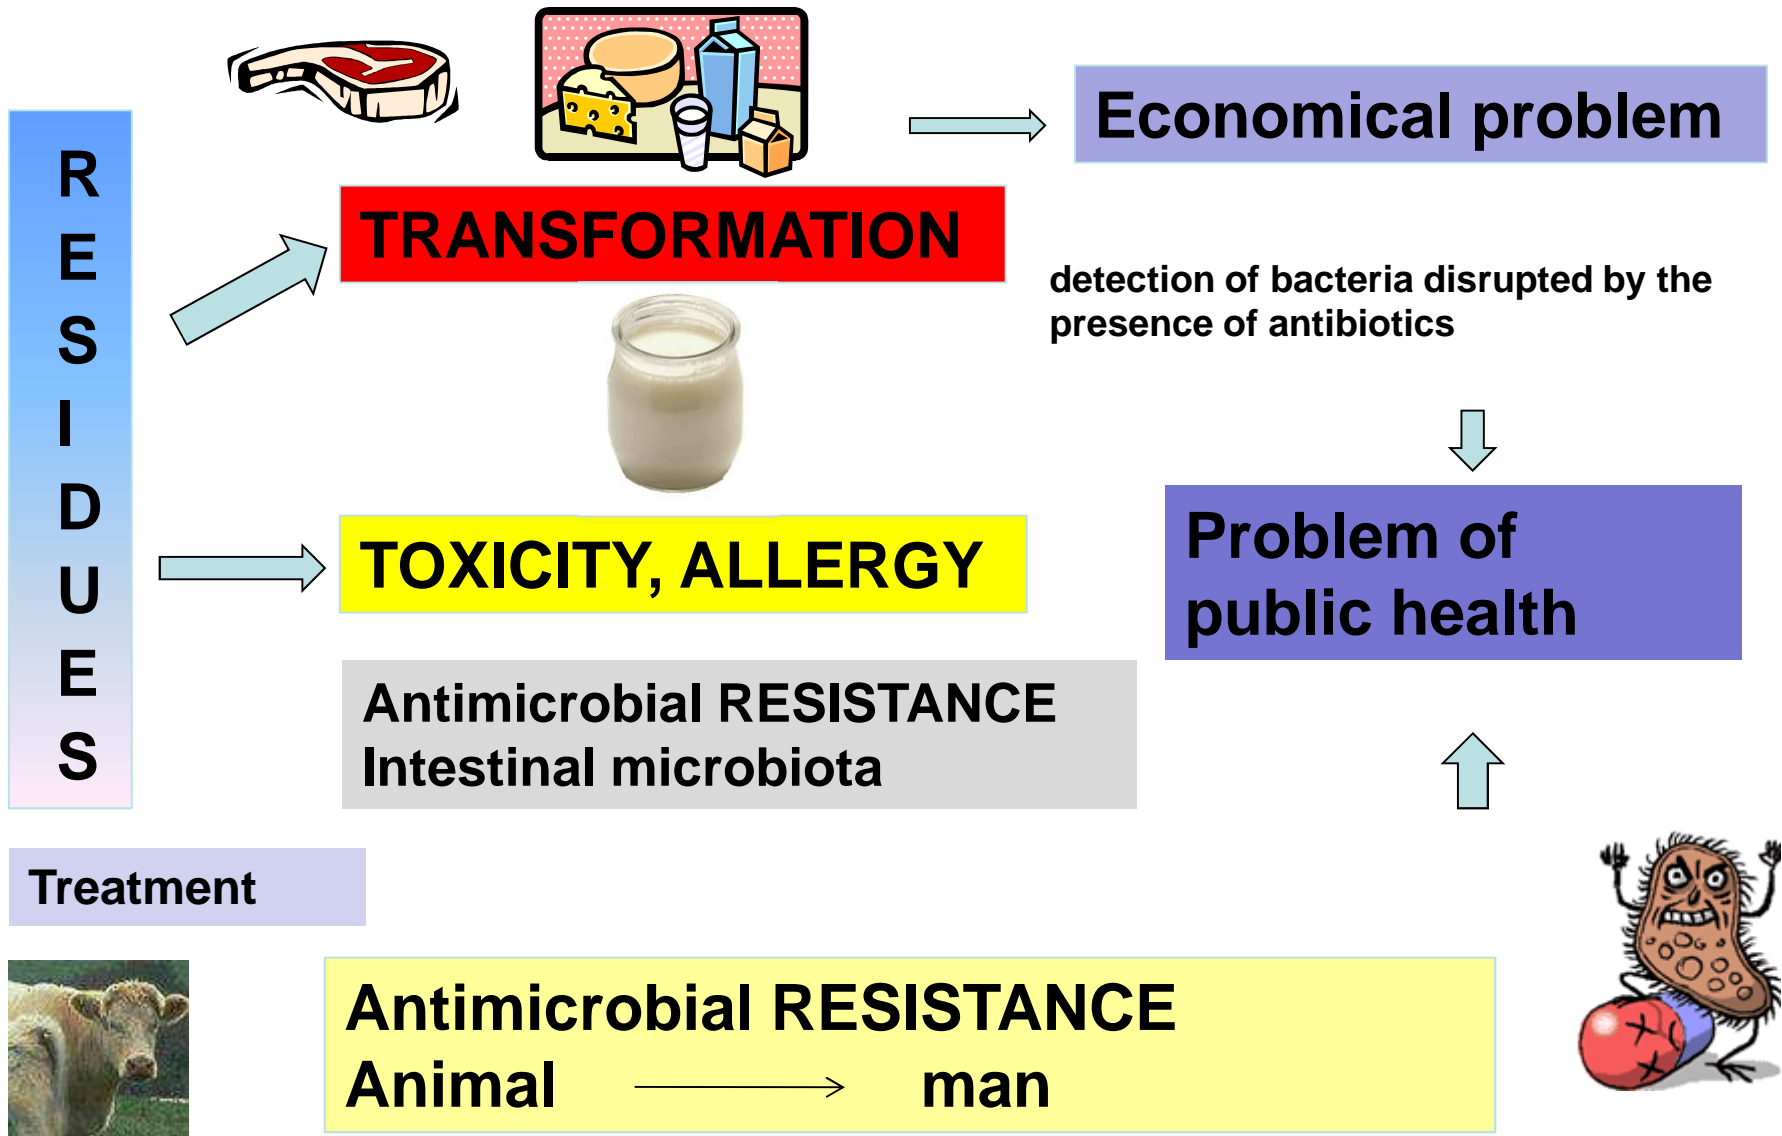 RESIDUES
Economical problem
TRANSFORMATION
detection of bacteria disrupted by the
presence of antibiotics
TOXICITY, ALLERGY
Problem of
public health
Antimicrobial RESISTANCE
Intestinal microbiota
Treatment
Antimicrobial RESISTANCE
Animal man